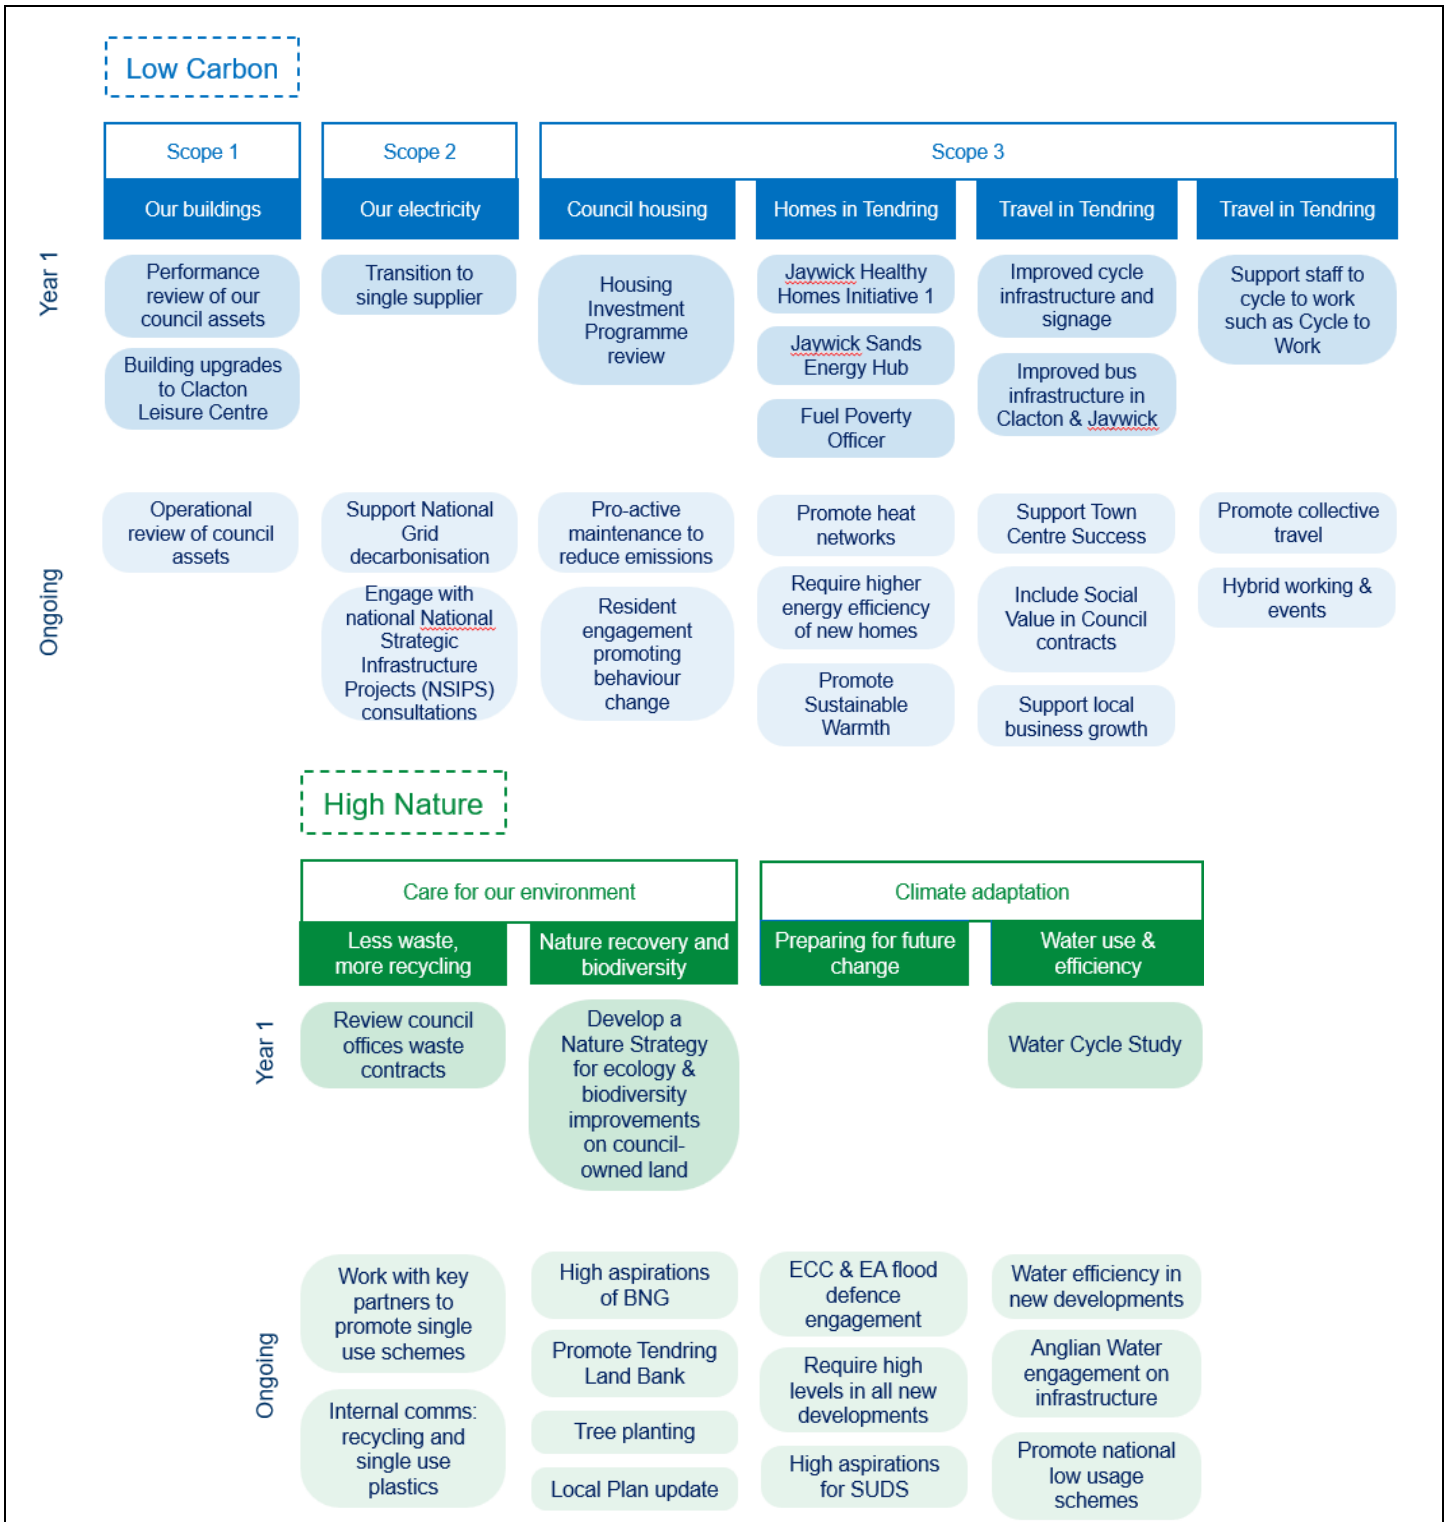 Low Carbon
Scope 1
Scope 2
Scope 3
Our buildings
Our electricity
Council housing
Homes in Tendring
Travel in Tendring
Travel in Tendring
Year 1
Performance
review of our
council assets
Building upgrades
to Clacton
Leisure Centre
Transition to
single supplier
Housing
Investment
Programme
review
Jaywick Healthy
Homes Initiative 1
Jaywick Sands
Energy Hub
Fuel Poverty
Officer
Improved cycle
infrastructure and
signage
Improved bus
infrastructure in
Clacton & Jaywick
Support staff to
cycle to work
such as Cycle to
Work
Ongoing
Operational
review of council
assets
Support National
Grid
decarbonisation
Engage with
national National
Strategic
Infrastructure
Projects (NSIPS)
consultations
Pro-active
maintenance to
reduce emissions
Resident
engagement
promoting
behaviour
change
Promote heat
networks
Require higher
energy efficiency
of new homes
Promote
Sustainable
Warmth
Support Town
Centre Success
Include Social
Value in Council
contracts
Support local
business growth
Promote collective
travel
Hybrid working &
events
High Nature
Care for our environment
Climate adaptation
Less waste,
more recycling
Nature recovery and
biodiversity
Preparing for future
change
Water use &
efficiency
Year 1
Review council
offices waste
contracts
Develop a
Nature Strategy
for ecology &
biodiversity
improvements
on council-
owned land
Water Cycle Study
Ongoing
Work with key
partners to
promote single
use schemes
Internal comms:
recycling and
single use
plastics
High aspirations
of BNG
Promote Tendring
Land Bank
Tree planting
Local Plan update
ECC & EA flood
defence
engagement
Require high
levels in all new
developments
High aspirations
for SUDS
Water efficiency in
new developments
Anglian Water
engagement on
infrastructure
Promote national
low usage
schemes